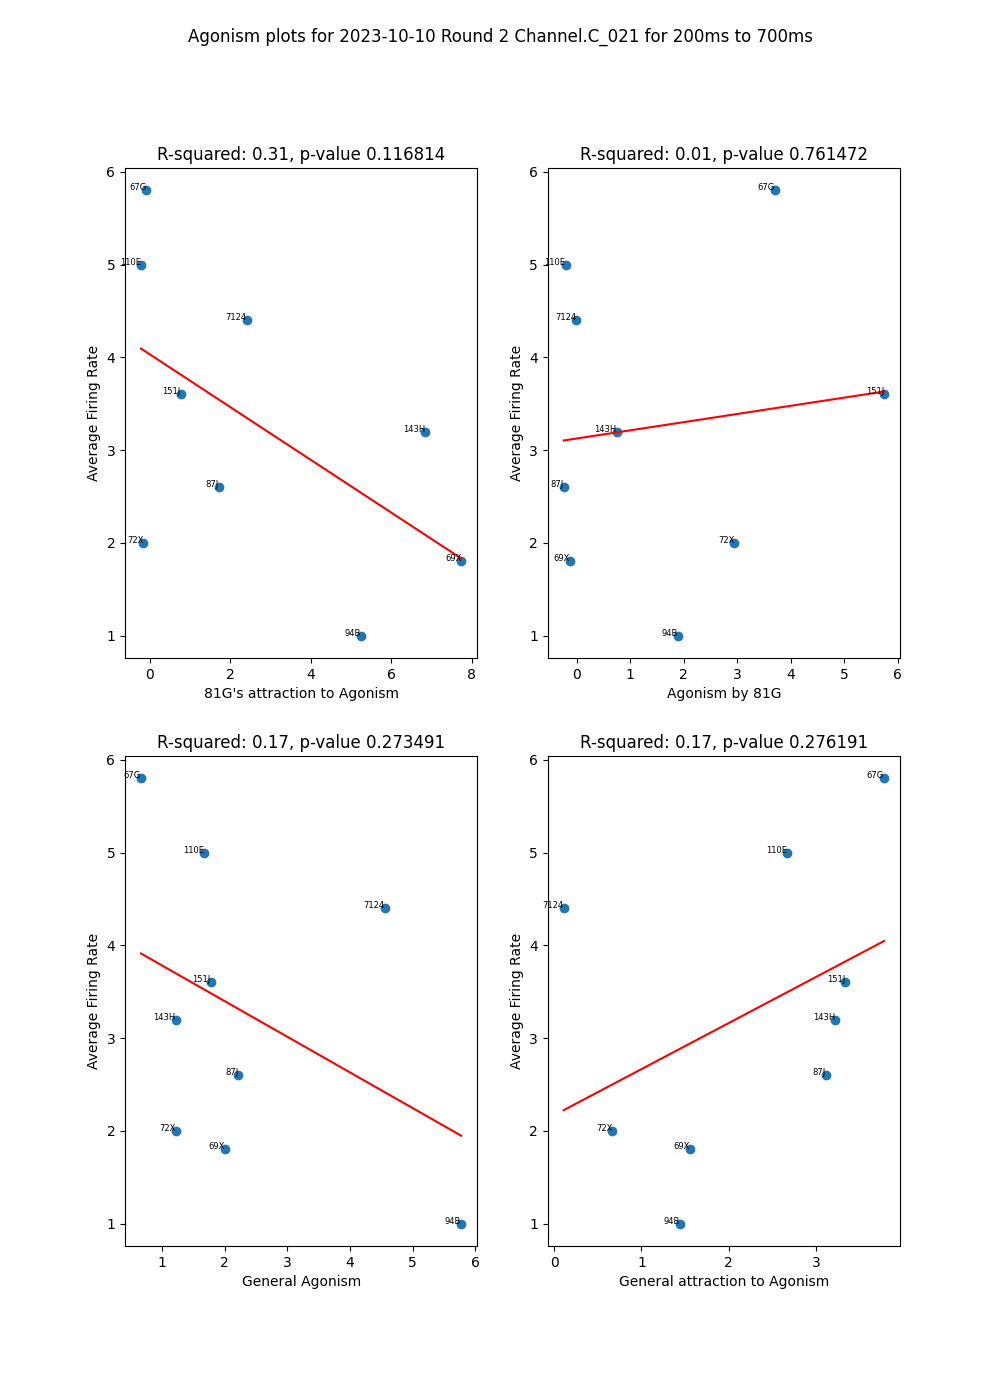 Agonism plots for 2023-10-10 Round 2 Channel.C_021 for 200ms to 700ms
R-squared: 0.31, p-value 0.116814
Average Firing Rate
6
5
4
3
2
1
67G
110E
7124
151J
143H
87J
72X
69X
94B
0 2 4 6 8
81G's attraction to Agonism
R-squared: 0.01, p-value 0.761472
Average Firing Rate
6
5
4
3
2
1
67G
110E
7124
151J
143H
87J
72X
69X
94B
0 1 2 3 4 5 6
Agonism by 81G
R-squared: 0.17, p-value 0.273491
Average Firing Rate
6
5
4
3
2
1
67G
110E
7124
151J
143H
87J
72X
69X
94B
1 2 3 4 5 6
General Agonism
R-squared: 0.17, p-value 0.276191
Average Firing Rate
6
5
4
3
2
1
67G
110E
7124
151J
143H
87J
72X
69X
94B
0 1 2 3
General attraction to Agonism